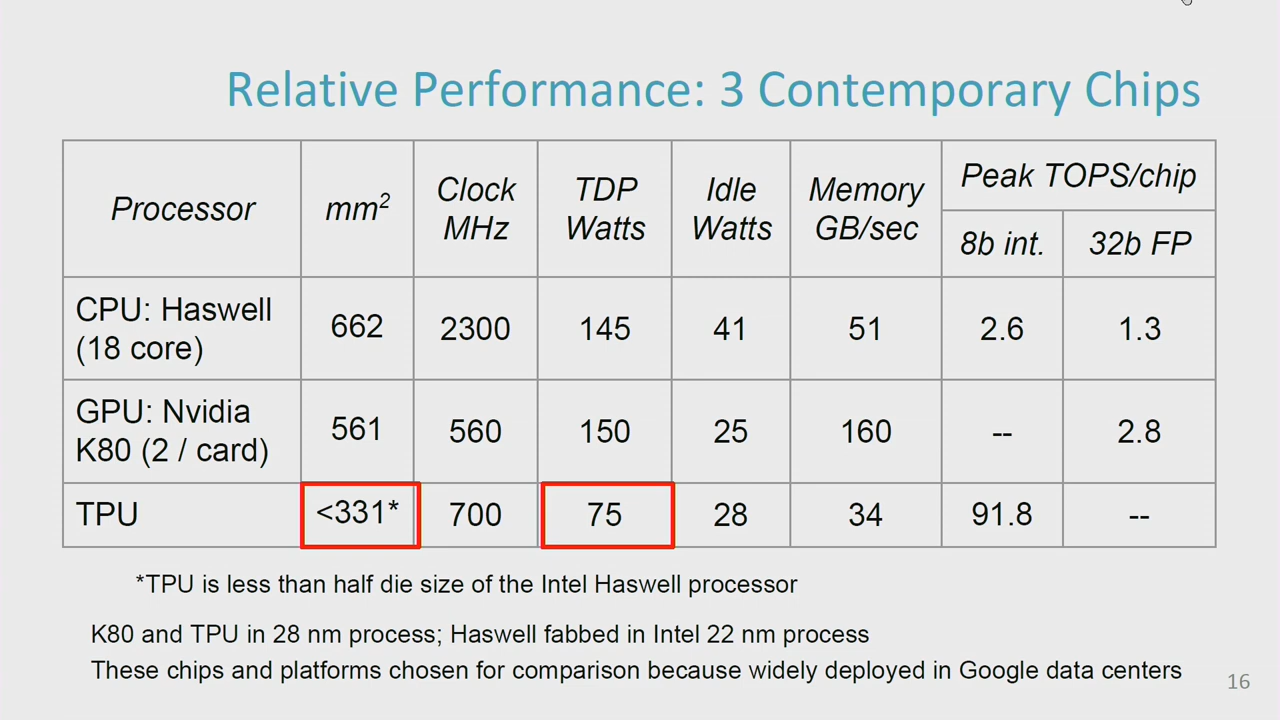 Relative Performance: 3 Contemporary Chips
Processor mm² Clock MHz TDP Watts Idle Watts Memory GB/sec Peak TOPS/chip
8b int. 32b FP
CPU: Haswell (18 core) 662 2300 145 41 51 2.6 1.3
GPU: Nvidia K80 (2 / card) 561 560 150 25 160 -- 2.8
TPU <331* 700 75 28 34 91.8 --
*TPU is less than half die size of the Intel Haswell processor
K80 and TPU in 28 nm process; Haswell fabbed in Intel 22 nm process
These chips and platforms chosen for comparison because widely deployed in Google data centers
16